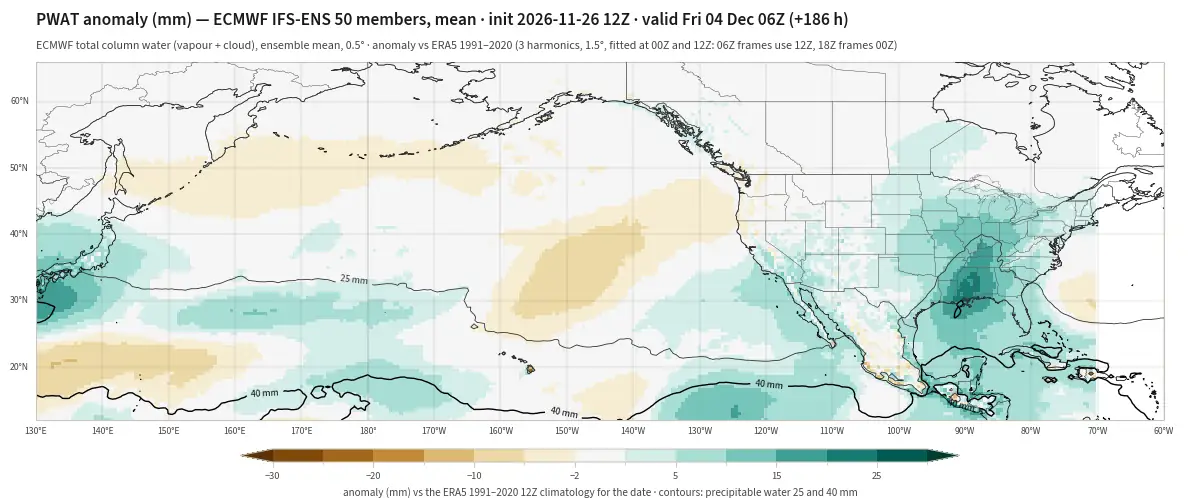 PWAT anomaly (mm) — ECMWF IFS-ENS 50 members, mean · init 2026-11-26 12Z · valid Fri 04 Dec 06Z (+186 h)
ECMWF total column water (vapour + cloud), ensemble mean, 0.5° · anomaly vs ERA5 1991–2020 (3 harmonics, 1.5°, fitted at 00Z and 12Z: 06Z frames use 12Z, 18Z frames 00Z)
60°N
50°N
40°N
30°N
20°N
25 mm
40 mm
40 mm
40 mm
130°E 140°E 150°E 160°E 170°E 180° 170°W 160°W 150°W 140°W 130°W 120°W 110°W 100°W 90°W 80°W 70°W 60°W
−30 −20 −10 −2 5 15 25
anomaly (mm) vs the ERA5 1991–2020 12Z climatology for the date · contours: precipitable water 25 and 40 mm